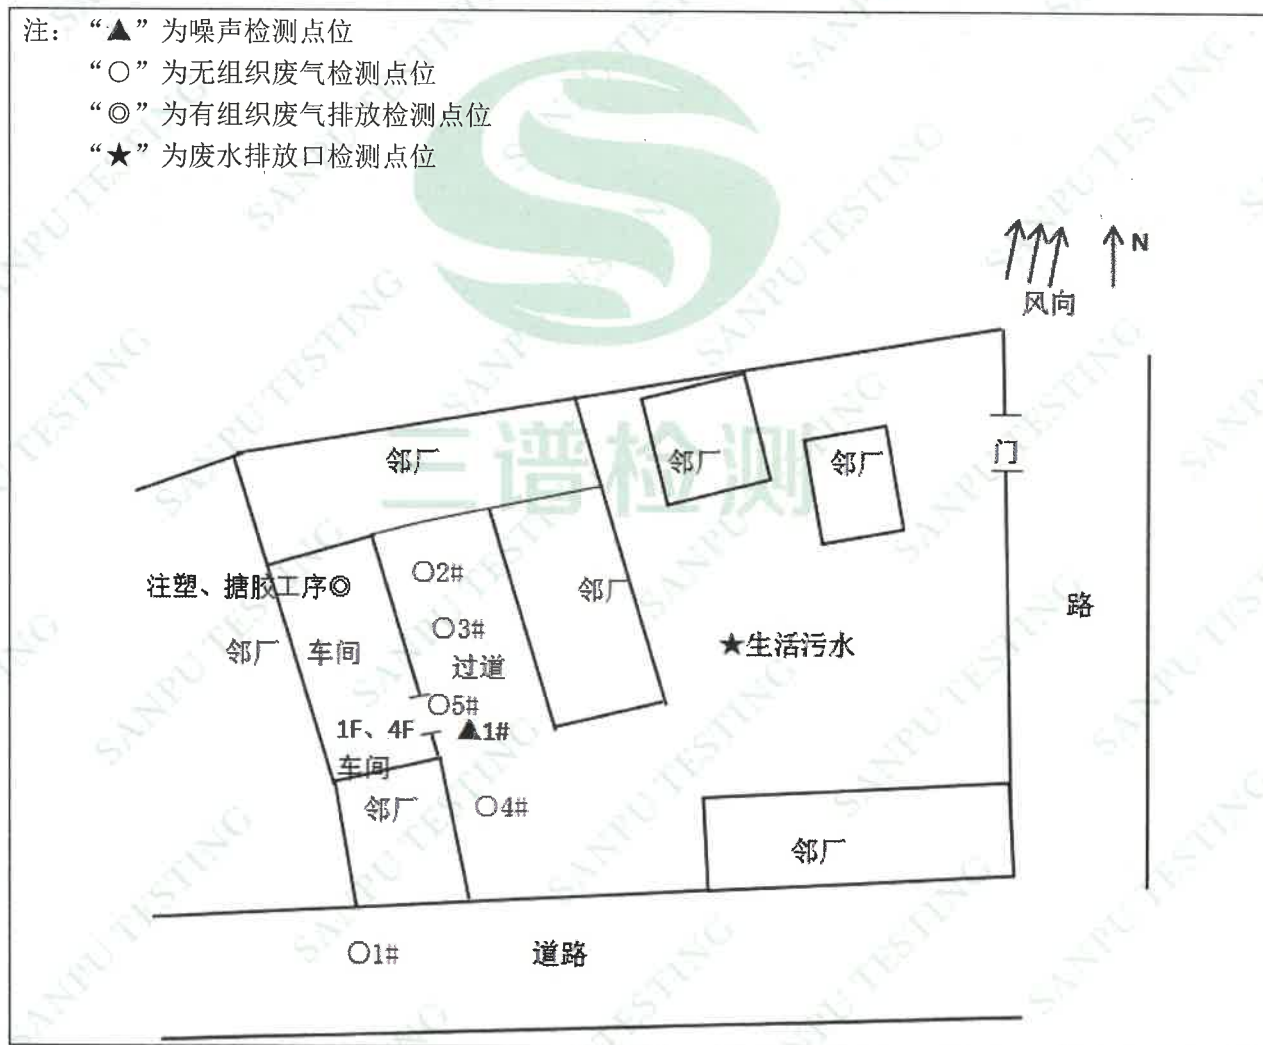 注：“▲”为噪声检测点位
“○”为无组织废气检测点位
“◎”为有组织废气排放检测点位
“★”为废水排放口检测点位
N
风向
三谱检测
邻厂
邻厂
邻厂
门
注塑、搪胶工序◎
○2#
邻厂
路
○3#
邻厂
车间
过道
★生活污水
○5#
1F、4F
▲1#
车间
邻厂
○4#
邻厂
○1#
道路
SANPU TESTING